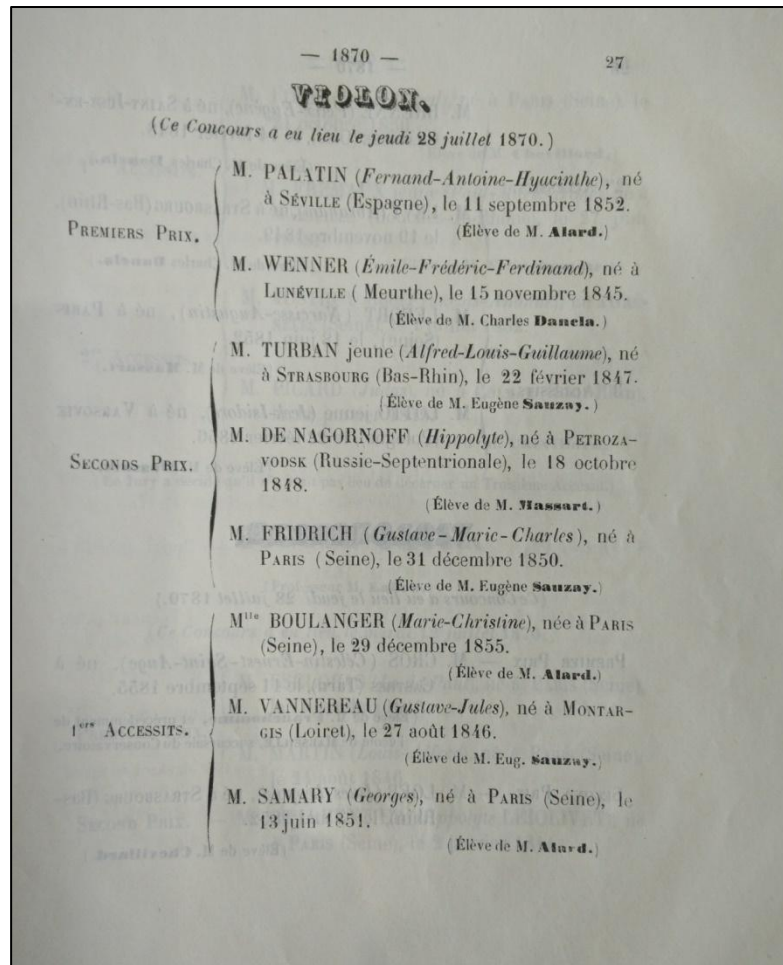 — 1870 — 27
VIOLON.
(Ce Concours a eu lieu le jeudi 28 juillet 1870.)
PREMIERS PRIX.
M. PALATIN (Fernand-Antoine-Hyacinthe), né
à SÉVILLE (Espagne), le 11 septembre 1852.
(Élève de M. Alard.)
M. WENNER (Émile-Frédéric-Ferdinand), né à
LUNÉVILLE ( Meurthe), le 15 novembre 1845.
(Élève de M. Charles Dancla.)
SECONDS PRIX.
M. TURBAN jeune (Alfred-Louis-Guillaume), né
à STRASBOURG (Bas-Rhin), le 22 février 1847.
(Élève de M. Eugène Sauzay.)
M. DE NAGORNOFF (Hippolyte), né à PETROZA-
VODSK (Russie-Septentrionale), le 18 octobre
1848.
(Élève de M. Massart.)
M. FRIDRICH (Gustave-Marie-Charles), né à
PARIS (Seine), le 31 décembre 1850.
(Élève de M. Eugène Sauzay.)
1ers ACCESSITS.
Mlle BOULANGER (Marie-Christine), née à PARIS
(Seine), le 29 décembre 1855.
(Élève de M. Alard.)
M. VANNEREAU (Gustave-Jules), né à MONTAR-
GIS (Loiret), le 27 août 1846.
(Élève de M. Eug. Sauzay.)
M. SAMARY (Georges), né à PARIS (Seine), le
13 juin 1851.
(Élève de M. Alard.)